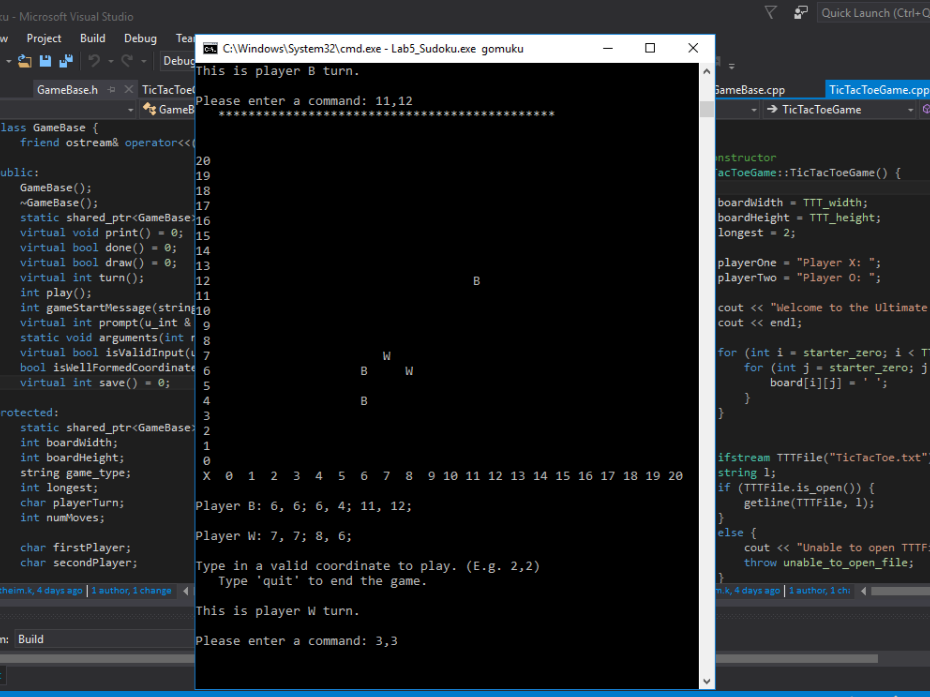 cu - Microsoft Visual Studio
Quick Launch (Ctrl+Q
w Project Build Debug Tea
Debug
C:\Windows\System32\cmd.exe - Lab5_Sudoku.exe gomuku
GameBase.h TicTacToeG
GameB
lass GameBase {
friend ostream& operator<<(
ublic:
GameBase();
~GameBase();
static shared_ptr<GameBase>
virtual void print() = 0;
virtual bool done() = 0;
virtual bool draw() = 0;
virtual int turn();
int play();
int gameStartMessage(string
virtual int prompt(u_int &
static void arguments(int n
virtual bool isValidInput(u
bool isWellFormedCoordinate
virtual int save() = 0;
rotected:
static shared_ptr<GameBase>
int boardWidth;
int boardHeight;
string game_type;
int longest;
char playerTurn;
int numMoves;
char firstPlayer;
char secondPlayer;
theim.k, 4 days ago | 1 author, 1 change
n: Build
This is player B turn.
Please enter a command: 11,12
*********************************************
20
19
18
17
16
15
14
13
12 B
11
10
9
8
7 W
6 B W
5
4 B
3
2
1
0
X 0 1 2 3 4 5 6 7 8 9 10 11 12 13 14 15 16 17 18 19 20
Player B: 6, 6; 6, 4; 11, 12;
Player W: 7, 7; 8, 6;
Type in a valid coordinate to play. (E.g. 2,2)
Type 'quit' to end the game.
This is player W turn.
Please enter a command: 3,3
ameBase.cpp TicTacToeGame.cpp
TicTacToeGame
onstructor
TacToeGame::TicTacToeGame() {
boardWidth = TTT_width;
boardHeight = TTT_height;
longest = 2;
playerOne = "Player X: ";
playerTwo = "Player O: ";
cout << "Welcome to the Ultimate
cout << endl;
for (int i = starter_zero; i < TT
for (int j = starter_zero; j
board[i][j] = ' ';
}
}
ifstream TTTFile("TicTacToe.txt")
string l;
if (TTTFile.is_open()) {
getline(TTTFile, l);
}
else {
cout << "Unable to open TTTFi
throw unable_to_open_file;
}
m.k, 4 days ago | 1 author, 1 ch